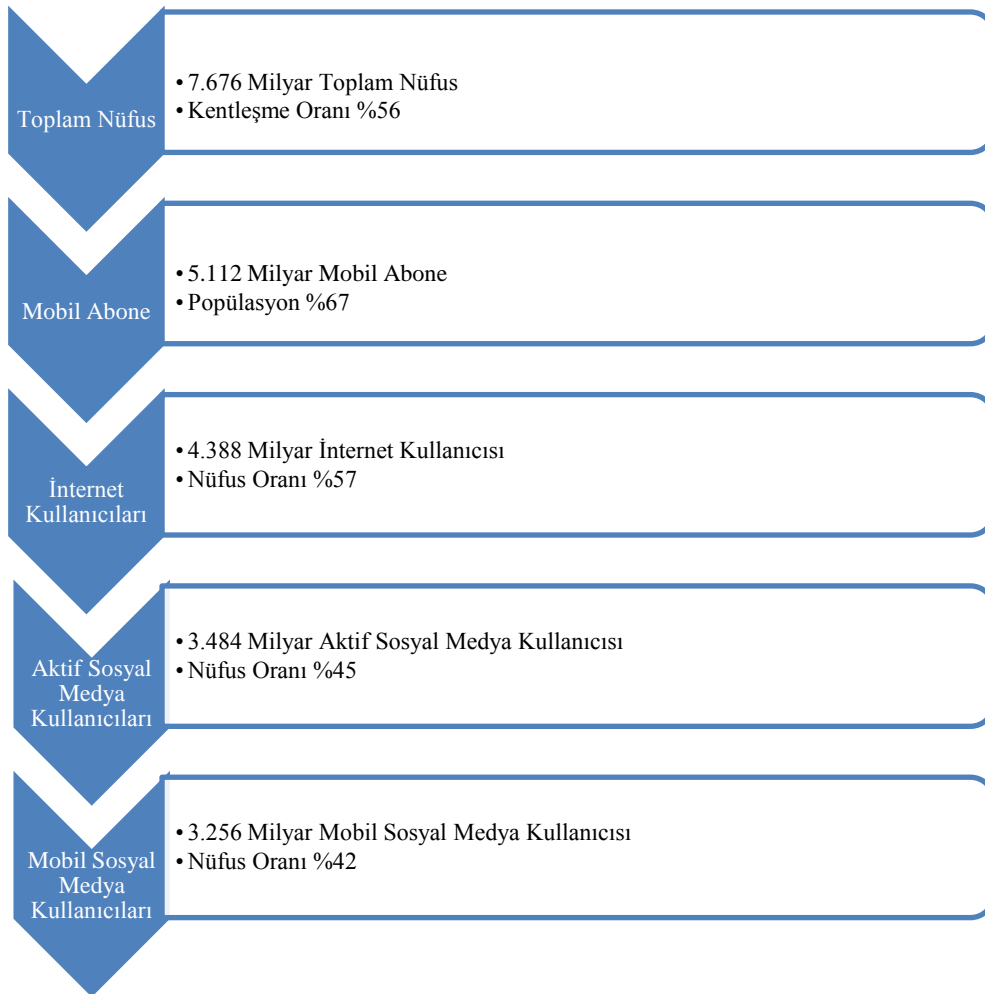 Toplam Nüfus
• 7.676 Milyar Toplam Nüfus
• Kentleşme Oranı %56
Mobil Abone
• 5.112 Milyar Mobil Abone
• Popülasyon %67
İnternet
Kullanıcıları
• 4.388 Milyar İnternet Kullanıcısı
• Nüfus Oranı %57
Aktif Sosyal
Medya
Kullanıcıları
• 3.484 Milyar Aktif Sosyal Medya Kullanıcısı
• Nüfus Oranı %45
Mobil Sosyal
Medya
Kullanıcıları
• 3.256 Milyar Mobil Sosyal Medya Kullanıcısı
• Nüfus Oranı %42